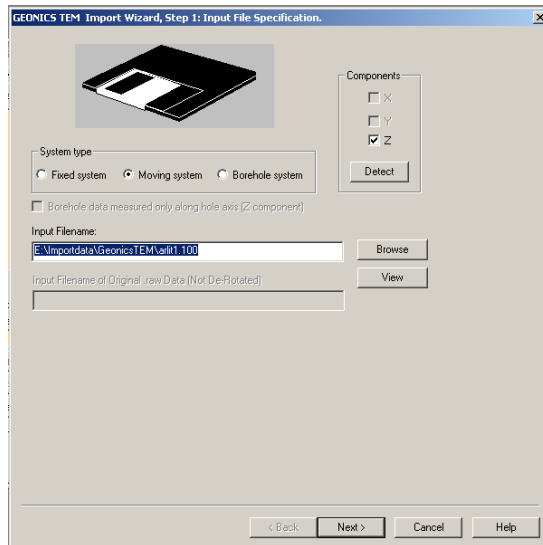 GEONICS TEM  Import Wizard, Step 1: Input File Specification.
Components
X
Y
Z
Detect
System type
Fixed system
Moving system
Borehole system
Borehole data measured only along hole axis (Z component)
Input Filename:
E:\Importdata\GeonicsTEM\arlit1.100
Browse
Input Filename of Original .raw Data (Not De-Rotated)
View
< Back
Next >
Cancel
Help